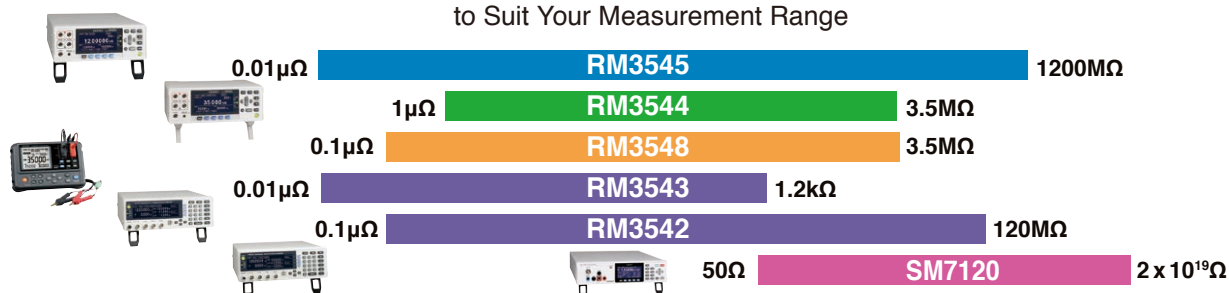 to Suit Your Measurement Range
0.01μΩ RM3545 1200MΩ
1μΩ RM3544 3.5MΩ
0.1μΩ RM3548 3.5MΩ
0.01μΩ RM3543 1.2kΩ
0.1μΩ RM3542 120MΩ
50Ω SM7120 2 x 10¹⁹Ω